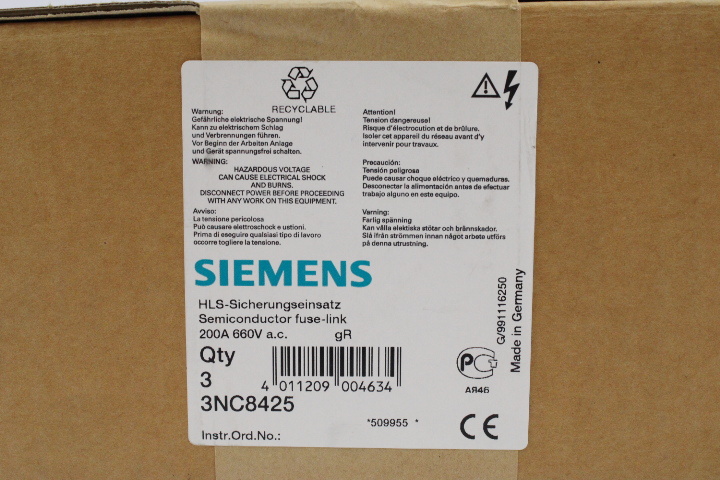 RECYCLABLE
Warnung:
Gefährliche elektrische Spannung!
Kann zu elektrischem Schlag
und Verbrennungen führen.
Vor Beginn der Arbeiten Anlage
und Gerät spannungsfrei schalten.
WARNING:
HAZARDOUS VOLTAGE
CAN CAUSE ELECTRICAL SHOCK
AND BURNS.
DISCONNECT POWER BEFORE PROCEEDING
WITH ANY WORK ON THIS EQUIPMENT.
Avviso:
La tensione pericolosa
Può causare elettroschock e ustioni.
Prima di eseguire qualsiasi tipo di lavoro
occorre togliere la tensione.
Attention!
Tension dangereuse!
Risque d'électrocution et de brûlure.
Isoler cet appareil du réseau avant d'y
intervenir pour travaux.
Precaución:
Tensión peligrosa
Puede causar choque eléctrico y quemaduras.
Desconectar la alimentación antes de efectuar
trabajo alguno en este equipo.
Varning:
Farlig spänning
Kan vålla elektiska stötar och brännskador.
Slå ifrån strömmen innan något arbete utförs
på denna utrustning.
SIEMENS
HLS-Sicherungseinsatz
Semiconductor fuse-link
200A 660V a.c. gR
Qty
3
4 011209 004634
3NC8425
*509955 *
Instr.Ord.No.:
G/991116250
Made in Germany
АЯ46
CE